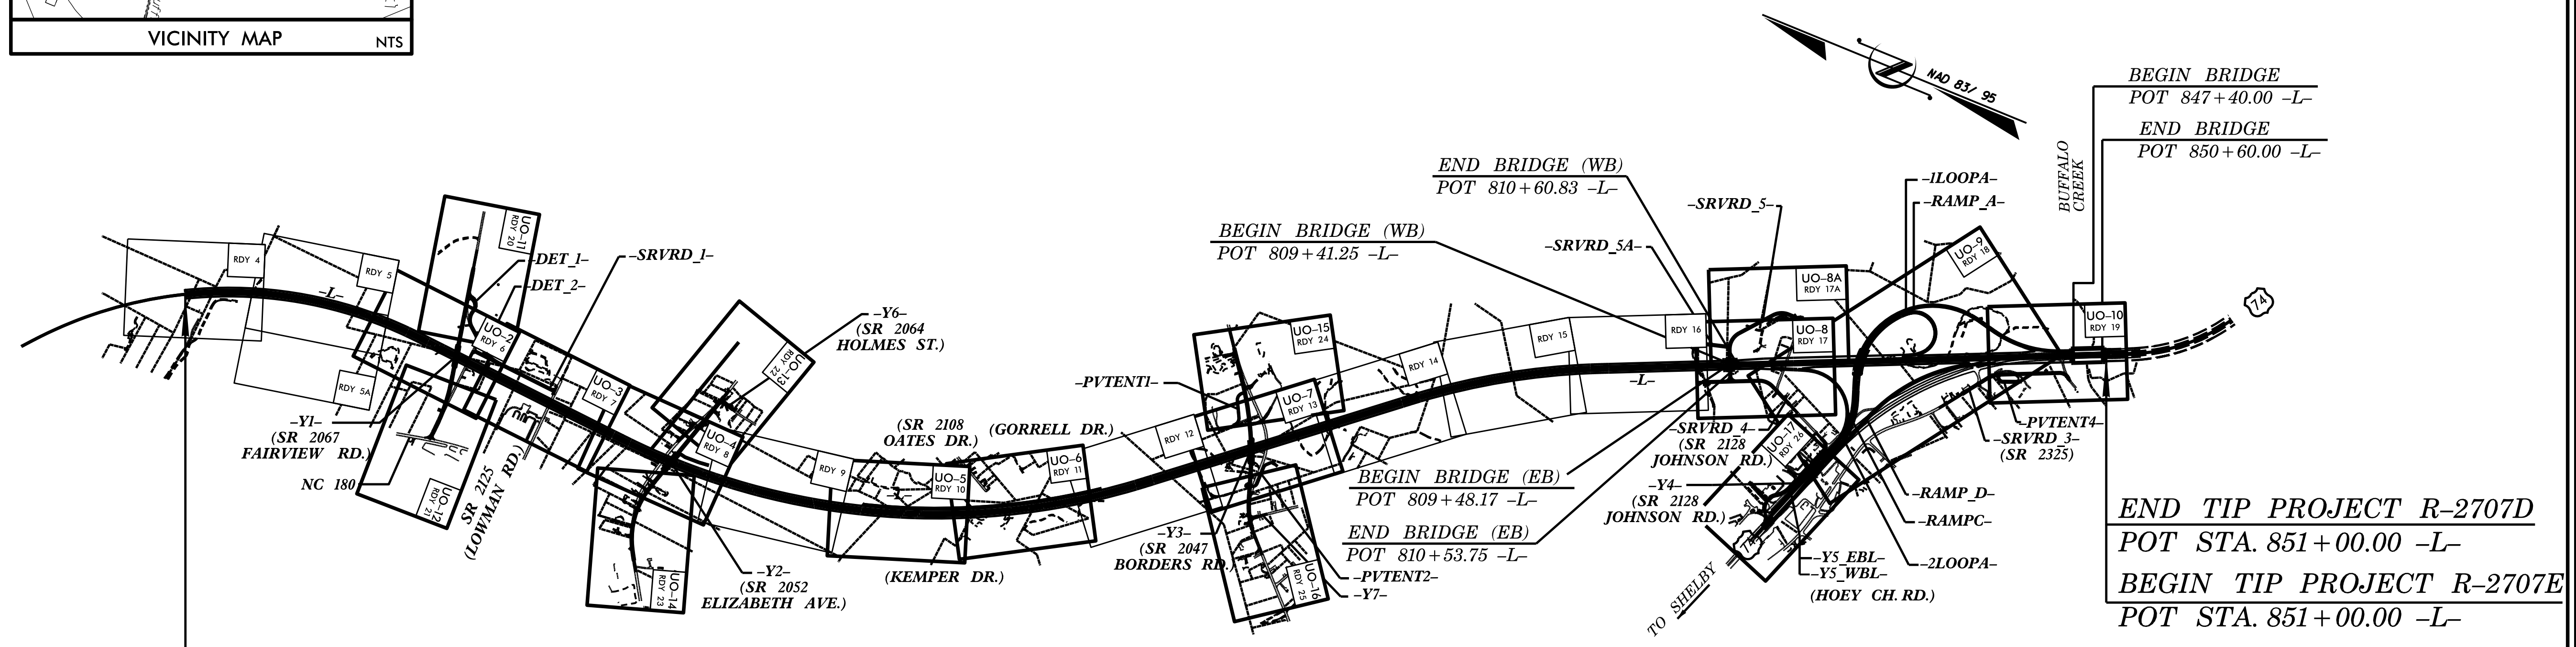 VICINITY MAP
NTS
NAD 83/ 95
BEGIN BRIDGE
POT 847+40.00 –L–
END BRIDGE
POT 850+60.00 –L–
BUFFALO
CREEK
END BRIDGE (WB)
POT 810+60.83 –L–
BEGIN BRIDGE (WB)
POT 809+41.25 –L–
–SRVRD_5–
–SRVRD_5A–
–1LOOPA–
–RAMP_A–
UO–11
RDY 20
–DET_1–
–DET_2–
–SRVRD_1–
RDY 4
RDY 5
–L–
RDY 5A
UO–2
RDY 6
UO–3
RDY 7
–Y6–
(SR 2064
HOLMES ST.)
UO–13
RDY 22
UO–4
RDY 8
–Y1–
(SR 2067
FAIRVIEW RD.)
NC 180
UO–12
RDY 21
SR 2125
(LOWMAN RD.)
UO–14
RDY 23
–Y2–
(SR 2052
ELIZABETH AVE.)
RDY 9
(SR 2108
OATES DR.)
(GORRELL DR.)
UO–5
RDY 10
–L–
UO–6
RDY 11
(KEMPER DR.)
RDY 12
–PVTENT1–
UO–15
RDY 24
UO–7
RDY 13
–Y3–
(SR 2047
BORDERS RD.)
UO–16
RDY 25
–PVTENT2–
–Y7–
RDY 14
RDY 15
RDY 16
–L–
UO–8A
RDY 17A
UO–8
RDY 17
UO–9
RDY 18
UO–10
RDY 19
74
BEGIN BRIDGE (EB)
POT 809+48.17 –L–
END BRIDGE (EB)
POT 810+53.75 –L–
–SRVRD_4–
(SR 2128
JOHNSON RD.)
UO–17
RDY 26
–Y4–
(SR 2128
JOHNSON RD.)
–PVTENT4–
–SRVRD_3–
(SR 2325)
–RAMP_D–
–RAMPC–
–2LOOPA–
–Y5_EBL–
–Y5_WBL–
(HOEY CH. RD.)
74
TO SHELBY
END TIP PROJECT R–2707D
POT STA. 851+00.00 –L–
BEGIN TIP PROJECT R–2707E
POT STA. 851+00.00 –L–